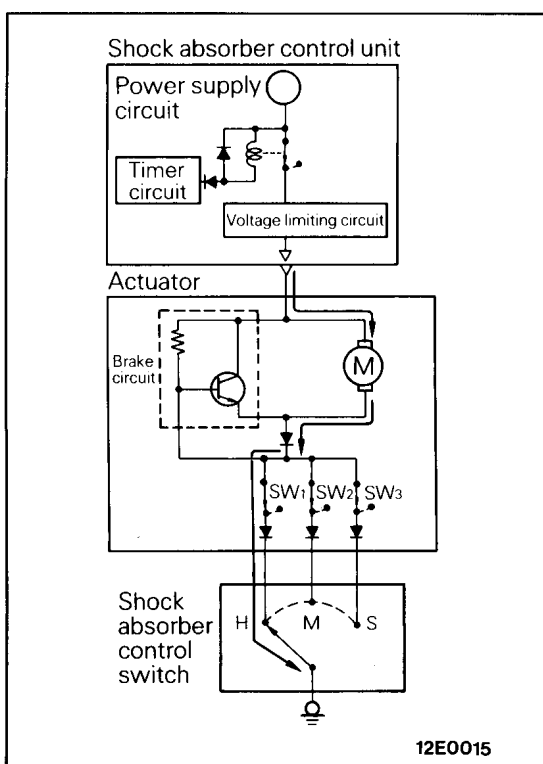 Shock absorber control unit
Power supply
circuit
Timer
circuit
Voltage limiting circuit
Actuator
Brake
circuit
M
SW1
SW2
SW3
Shock
absorber
control
switch
H
M
S
12E0015